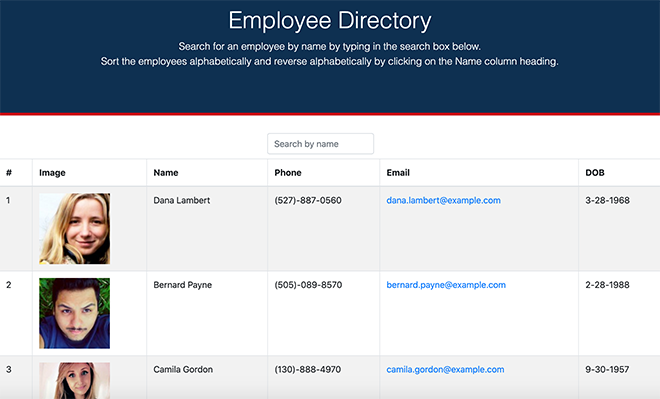 Employee Directory
Search for an employee by name by typing in the search box below.
Sort the employees alphabetically and reverse alphabetically by clicking on the Name column heading.
Search by name
# Image Name Phone Email DOB
1 Dana Lambert (527)-887-0560 dana.lambert@example.com 3-28-1968
2 Bernard Payne (505)-089-8570 bernard.payne@example.com 2-28-1988
3 Camila Gordon (130)-888-4970 camila.gordon@example.com 9-30-1957